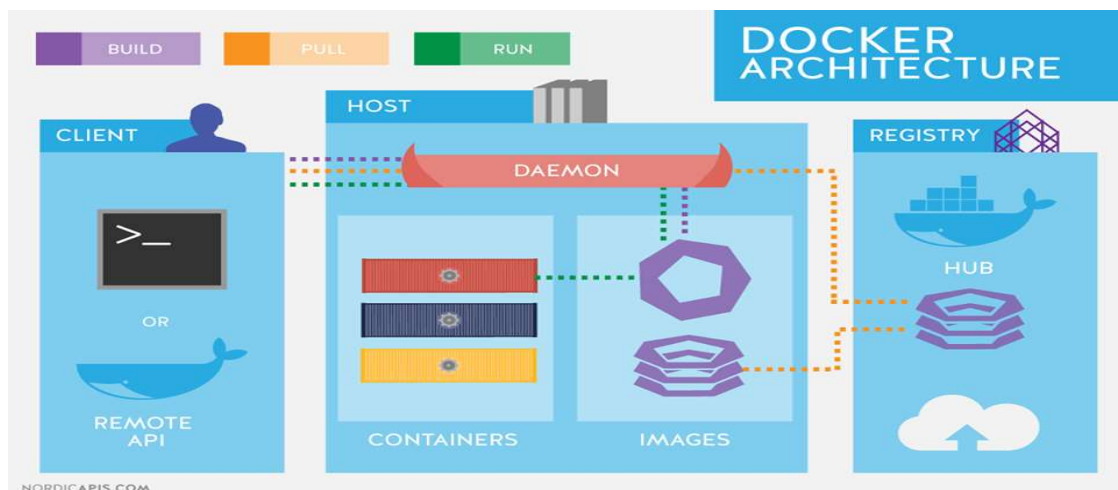 BUILD
PULL
RUN
DOCKER
ARCHITECTURE
CLIENT
HOST
REGISTRY
DAEMON
>_
OR
REMOTE
API
CONTAINERS
IMAGES
HUB
NORDICAPIS.COM